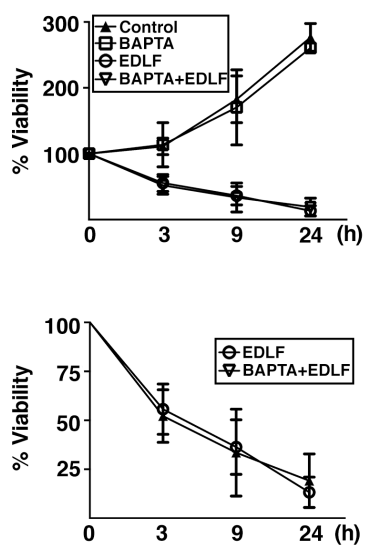 300
200
100
% Viability
Control
BAPTA
EDLF
BAPTA+EDLF
0 3 9 24 (h)
100
75
50
25
% Viability
EDLF
BAPTA+EDLF
0 3 9 24 (h)